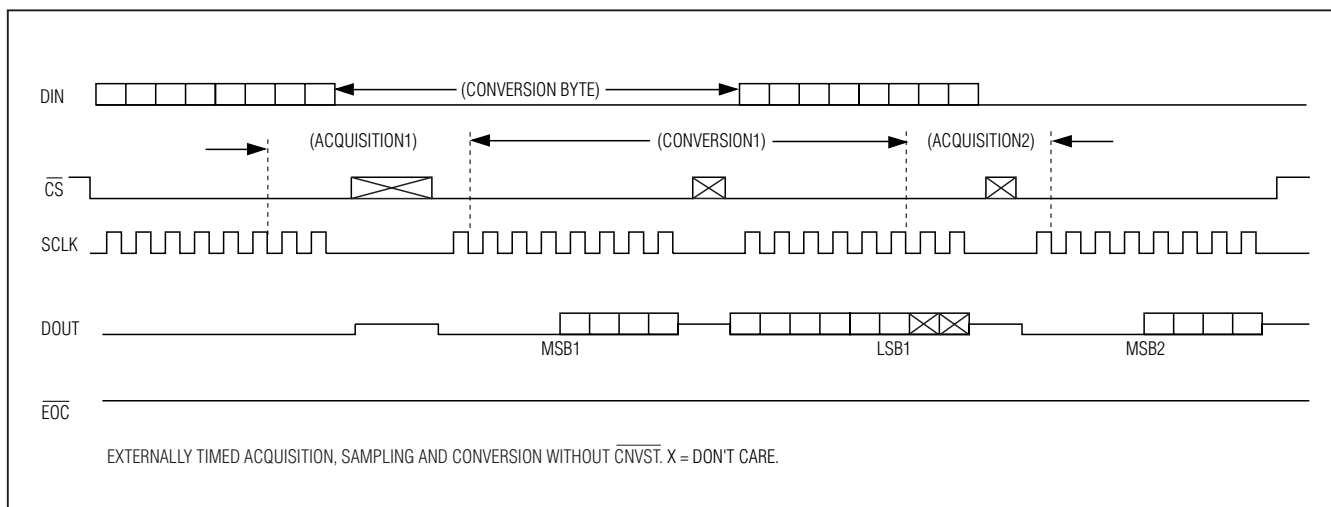 DIN
(CONVERSION BYTE)
(ACQUISITION1)
(CONVERSION1)
(ACQUISITION2)
CS
SCLK
DOUT
MSB1
LSB1
MSB2
EOC
EXTERNALLY TIMED ACQUISITION, SAMPLING AND CONVERSION WITHOUT CNVST. X = DON'T CARE.